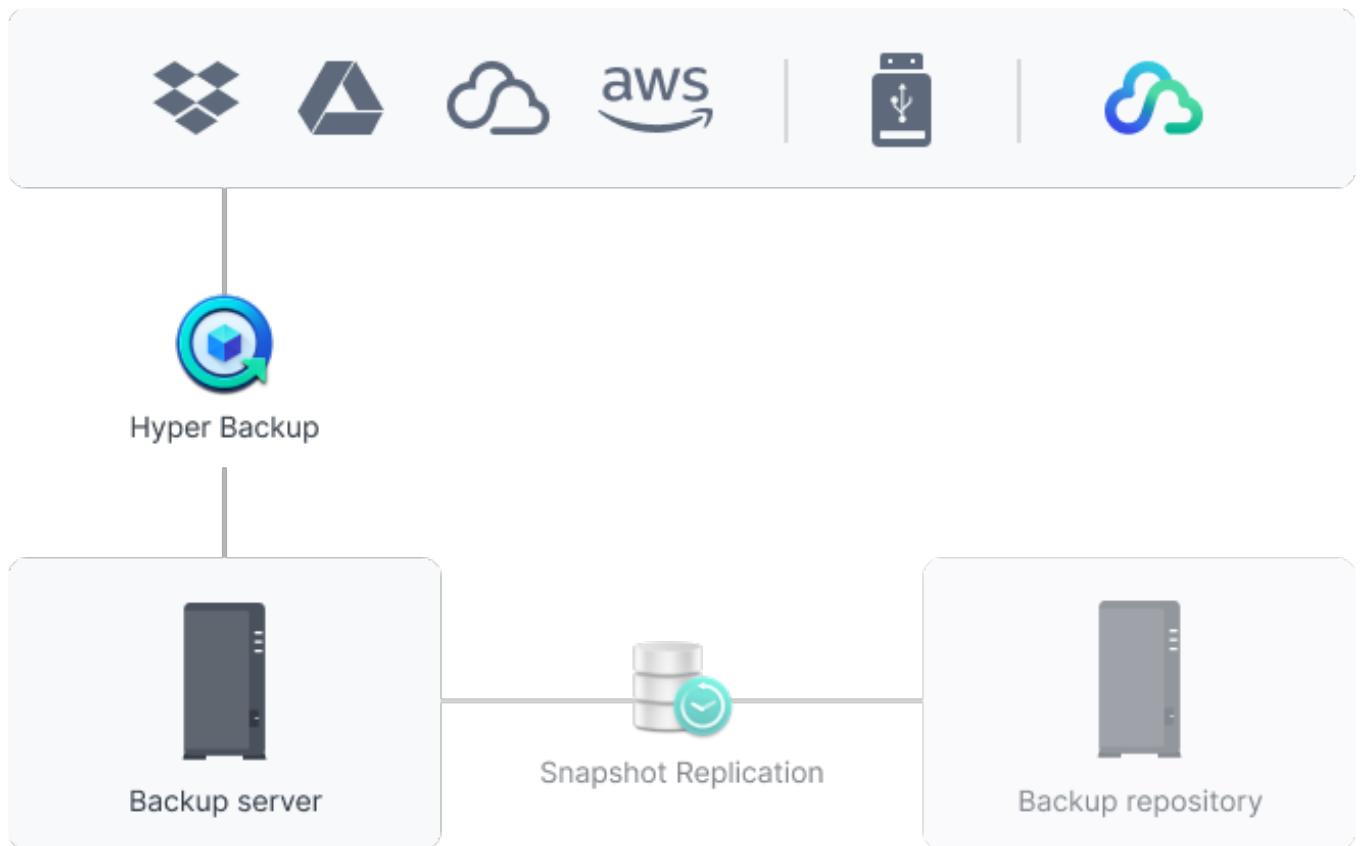 aws
Hyper Backup
Snapshot Replication
Backup server
Backup repository